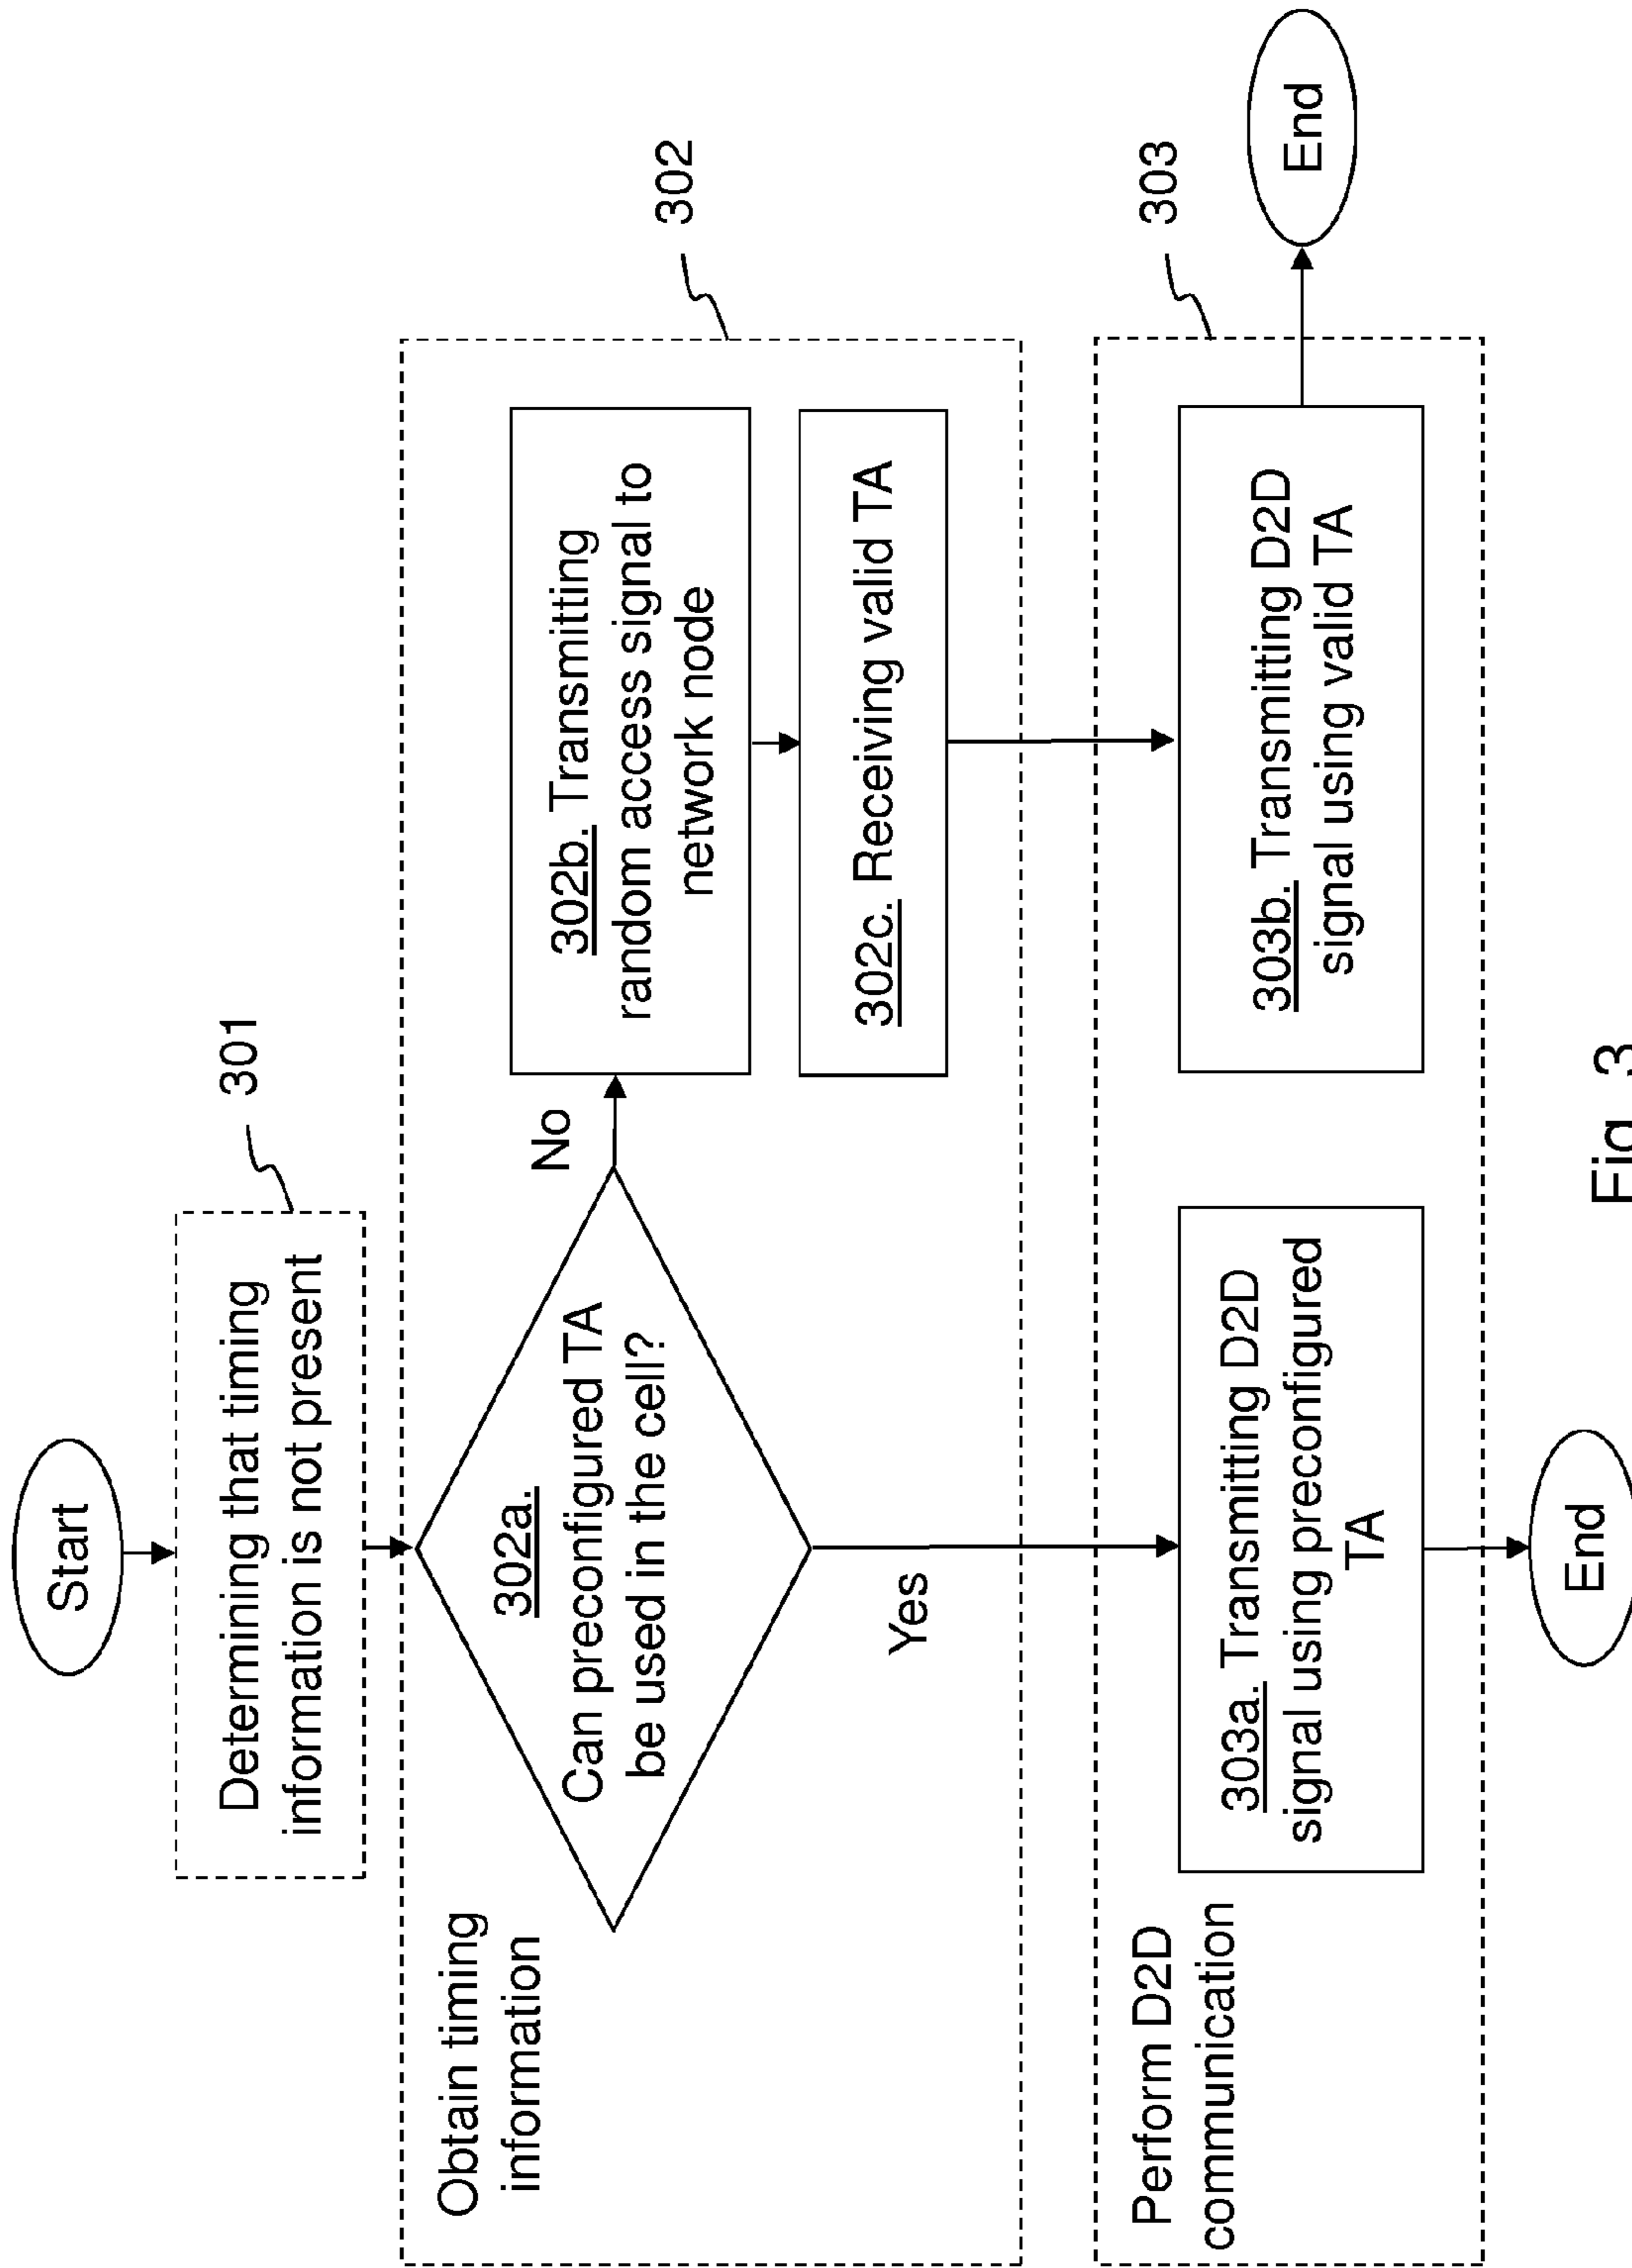 Start
301
Determining that timing
information is not present
Obtain timing
information
302
302a.
Can preconfigured TA
be used in the cell?
No
Yes
302b. Transmitting
random access signal to
network node
302c. Receiving valid TA
Perform D2D
communication
303
303a. Transmitting D2D
signal using preconfigured
TA
303b. Transmitting D2D
signal using valid TA
End
End
Fig. 3